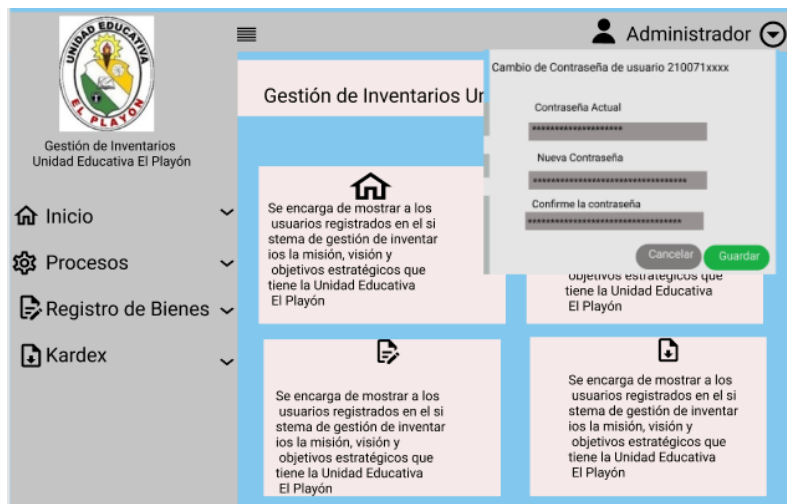 UNIDAD EDUCATIVA
EL PLAYÓN
Gestión de Inventarios
Unidad Educativa El Playón
Inicio
Procesos
Registro de Bienes
Kardex
Administrador
Gestión de Inventarios Un
Cambio de Contraseña de usuario 210071xxxx
Contraseña Actual
********************
Nueva Contraseña
**********************************
Confirme la contraseña
**********************************
Cancelar
Guardar
Se encarga de mostrar a los
usuarios registrados en el si
stema de gestión de inventar
ios la misión, visión y
objetivos estratégicos que
tiene la Unidad Educativa
El Playón
objetivos estratégicos que
tiene la Unidad Educativa
El Playón
Se encarga de mostrar a los
usuarios registrados en el si
stema de gestión de inventar
ios la misión, visión y
objetivos estratégicos que
tiene la Unidad Educativa
El Playón
Se encarga de mostrar a los
usuarios registrados en el si
stema de gestión de inventar
ios la misión, visión y
objetivos estratégicos que
tiene la Unidad Educativa
El Playón